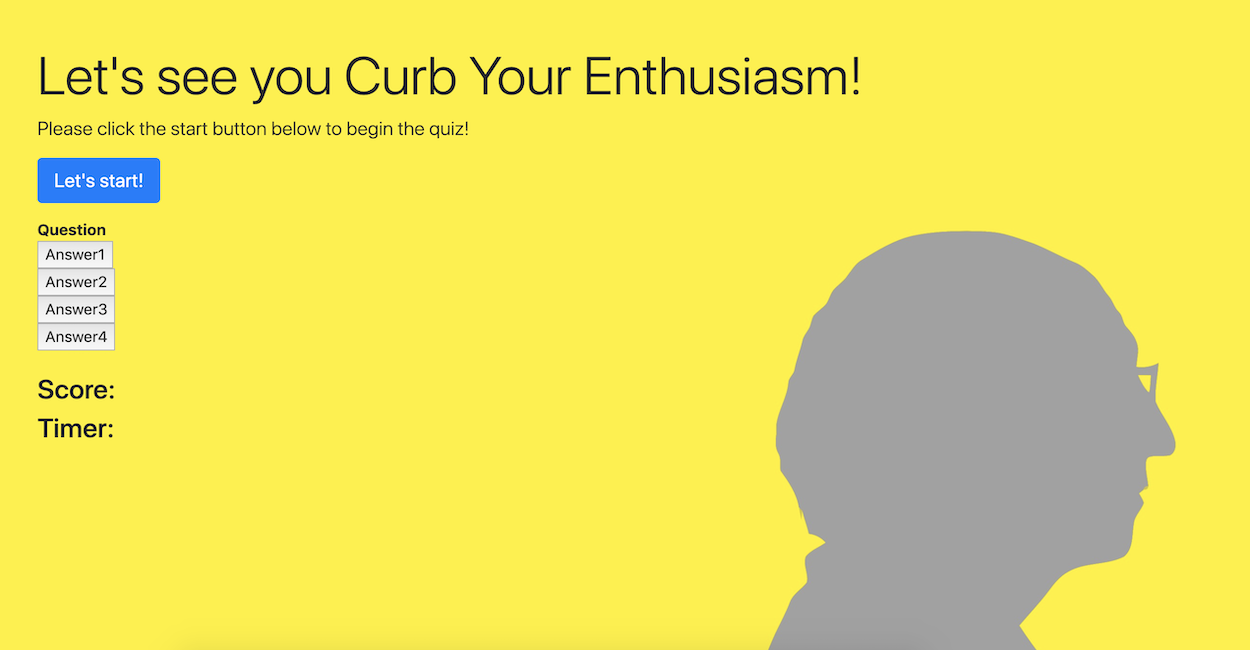 Let's see you Curb Your Enthusiasm!
Please click the start button below to begin the quiz!
Let's start!
Question
Answer1
Answer2
Answer3
Answer4
Score:
Timer: